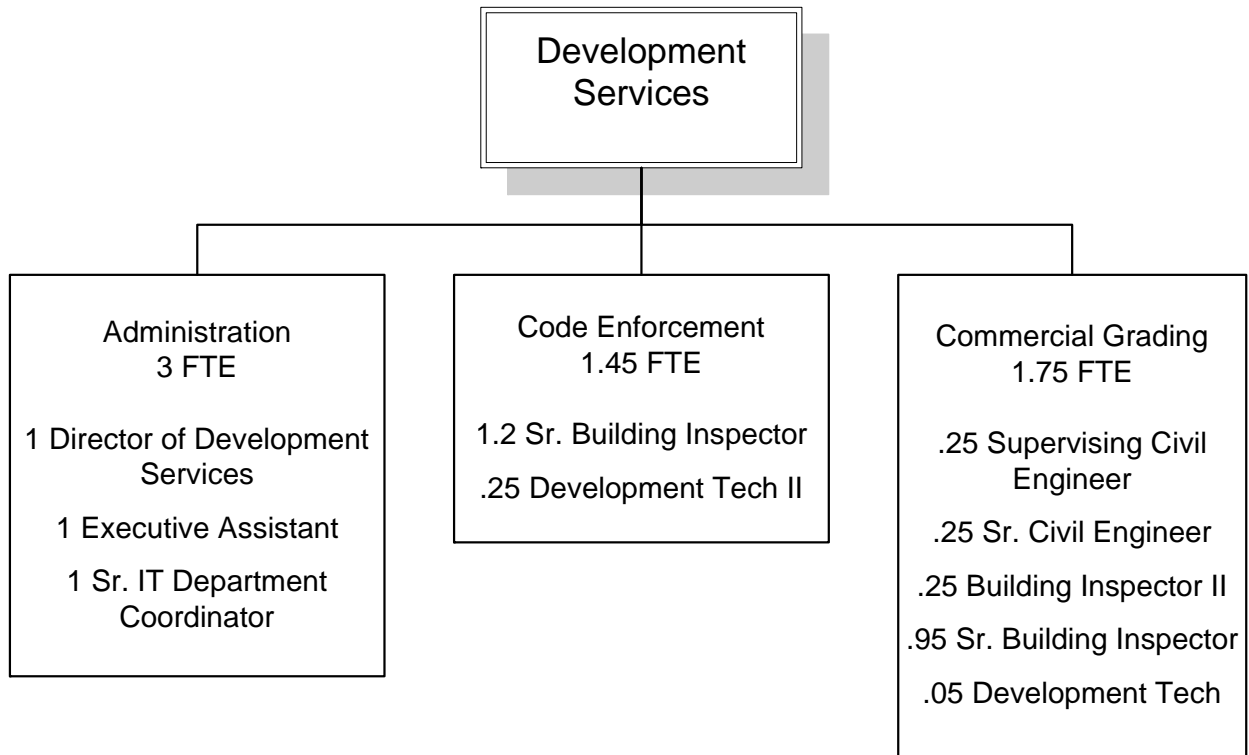 Development
Services
Administration
3 FTE
1 Director of Development
Services
1 Executive Assistant
1 Sr. IT Department
Coordinator
Code Enforcement
1.45 FTE
1.2 Sr. Building Inspector
.25 Development Tech II
Commercial Grading
1.75 FTE
.25 Supervising Civil
Engineer
.25 Sr. Civil Engineer
.25 Building Inspector II
.95 Sr. Building Inspector
.05 Development Tech